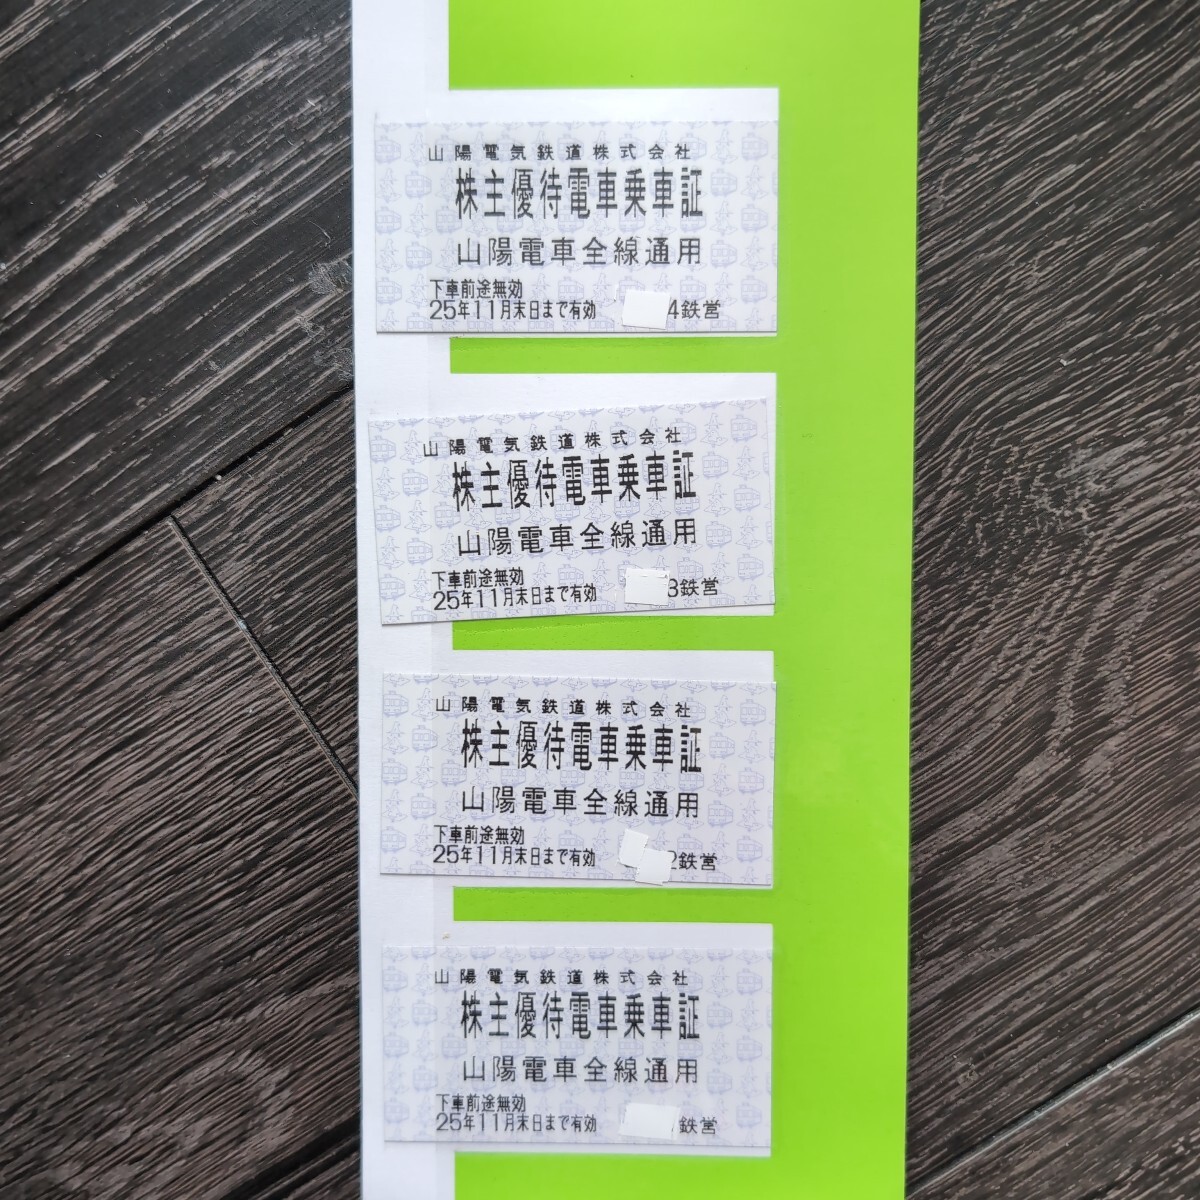 山陽電気鉄道株式会社
株主優待電車乗車証
山陽電車全線通用
下車前途無効
25年11月末日まで有効 4鉄営
山陽電気鉄道株式会社
株主優待電車乗車証
山陽電車全線通用
下車前途無効
25年11月末日まで有効 3鉄営
山陽電気鉄道株式会社
株主優待電車乗車証
山陽電車全線通用
下車前途無効
25年11月末日まで有効 2鉄営
山陽電気鉄道株式会社
株主優待電車乗車証
山陽電車全線通用
下車前途無効
25年11月末日まで有効 鉄営